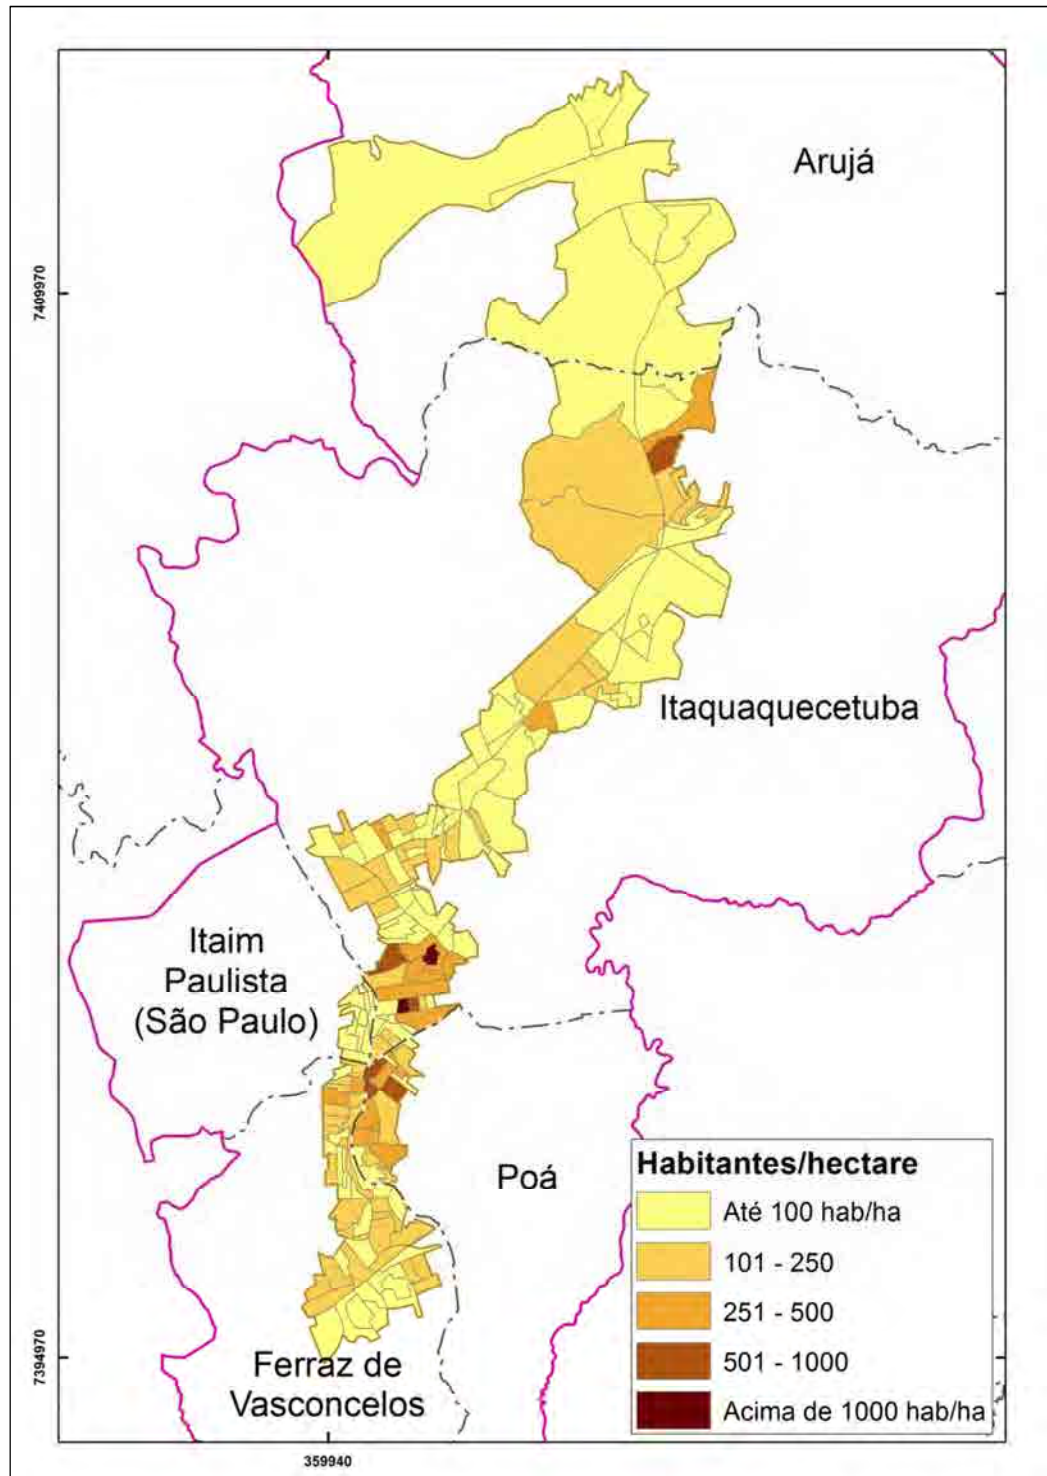 Arujá
7409970
Itaquaquecetuba
Itaim
Paulista
(São Paulo)
Poá
Habitantes/hectare
Até 100 hab/ha
101 - 250
251 - 500
501 - 1000
Acima de 1000 hab/ha
7394970
Ferraz de
Vasconcelos
359940